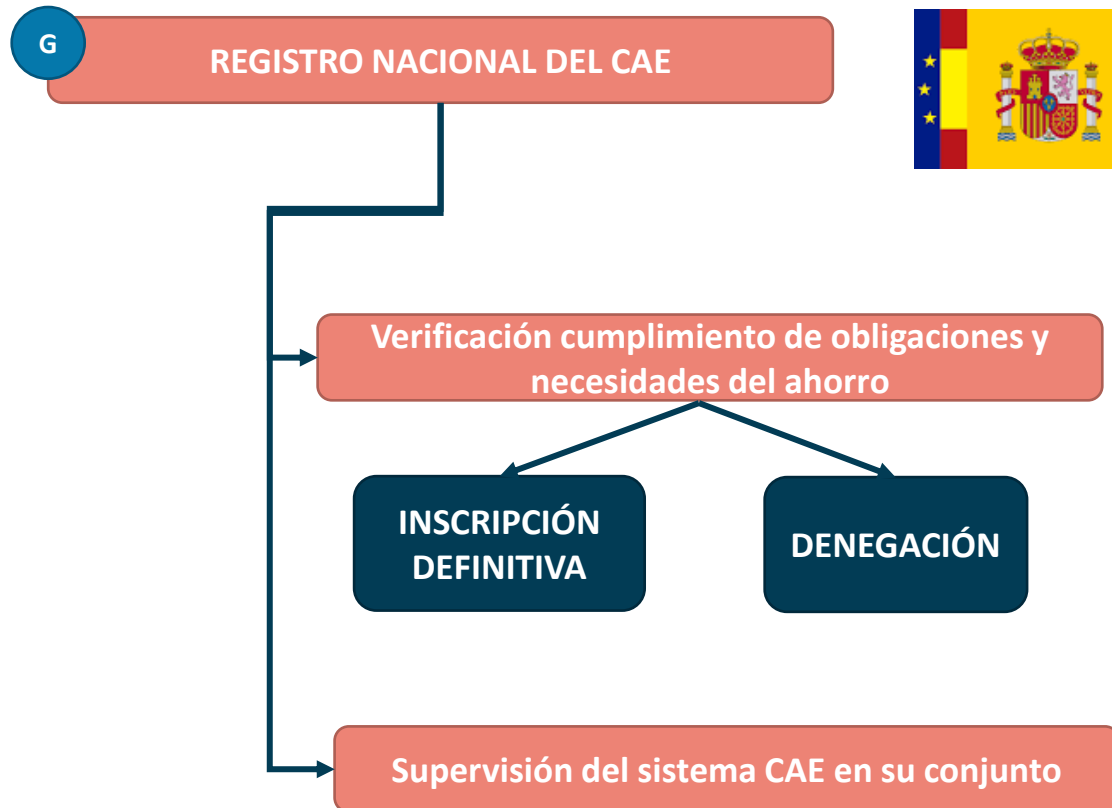 G
REGISTRO NACIONAL DEL CAE
Verificación cumplimiento de obligaciones y
necesidades del ahorro
INSCRIPCIÓN
DEFINITIVA
DENEGACIÓN
Supervisión del sistema CAE en su conjunto